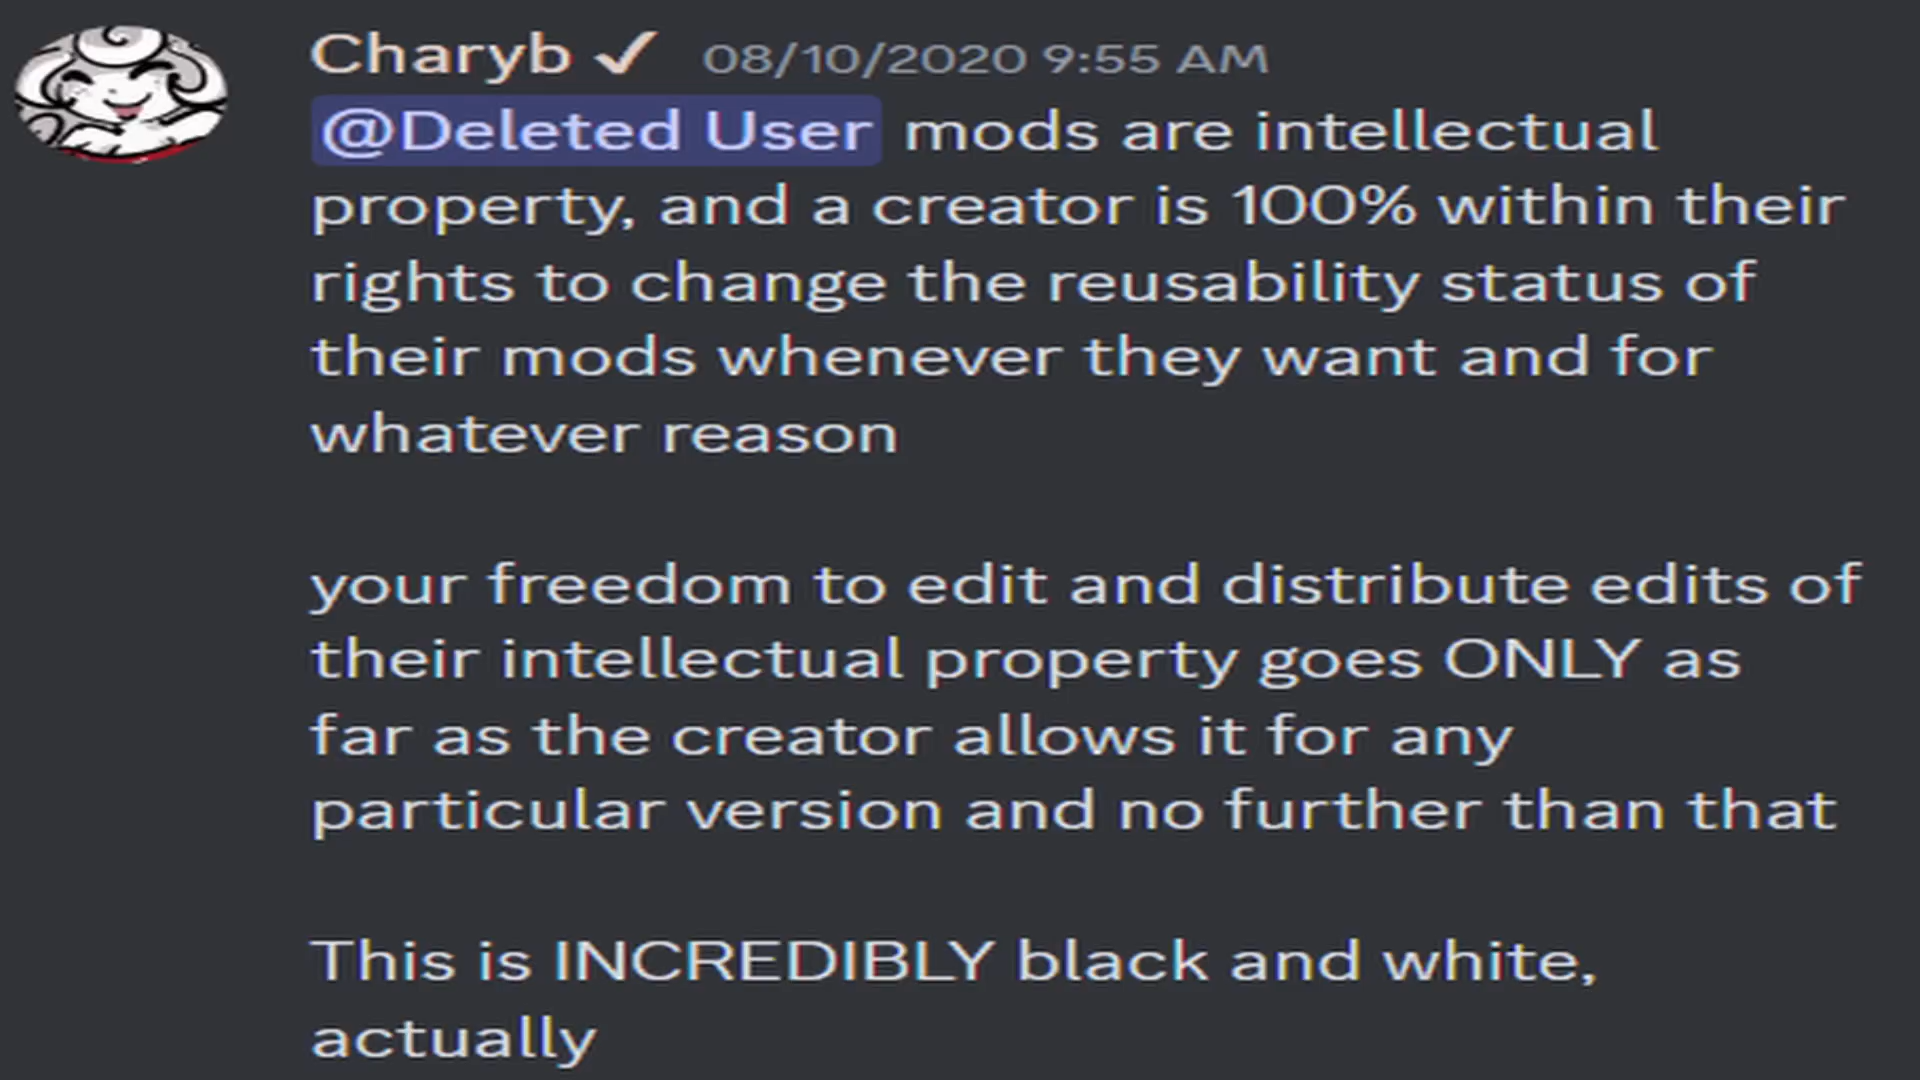 Charyb ✓ 08/10/2020 9:55 AM
@Deleted User mods are intellectual
property, and a creator is 100% within their
rights to change the reusability status of
their mods whenever they want and for
whatever reason
your freedom to edit and distribute edits of
their intellectual property goes ONLY as
far as the creator allows it for any
particular version and no further than that
This is INCREDIBLY black and white,
actually